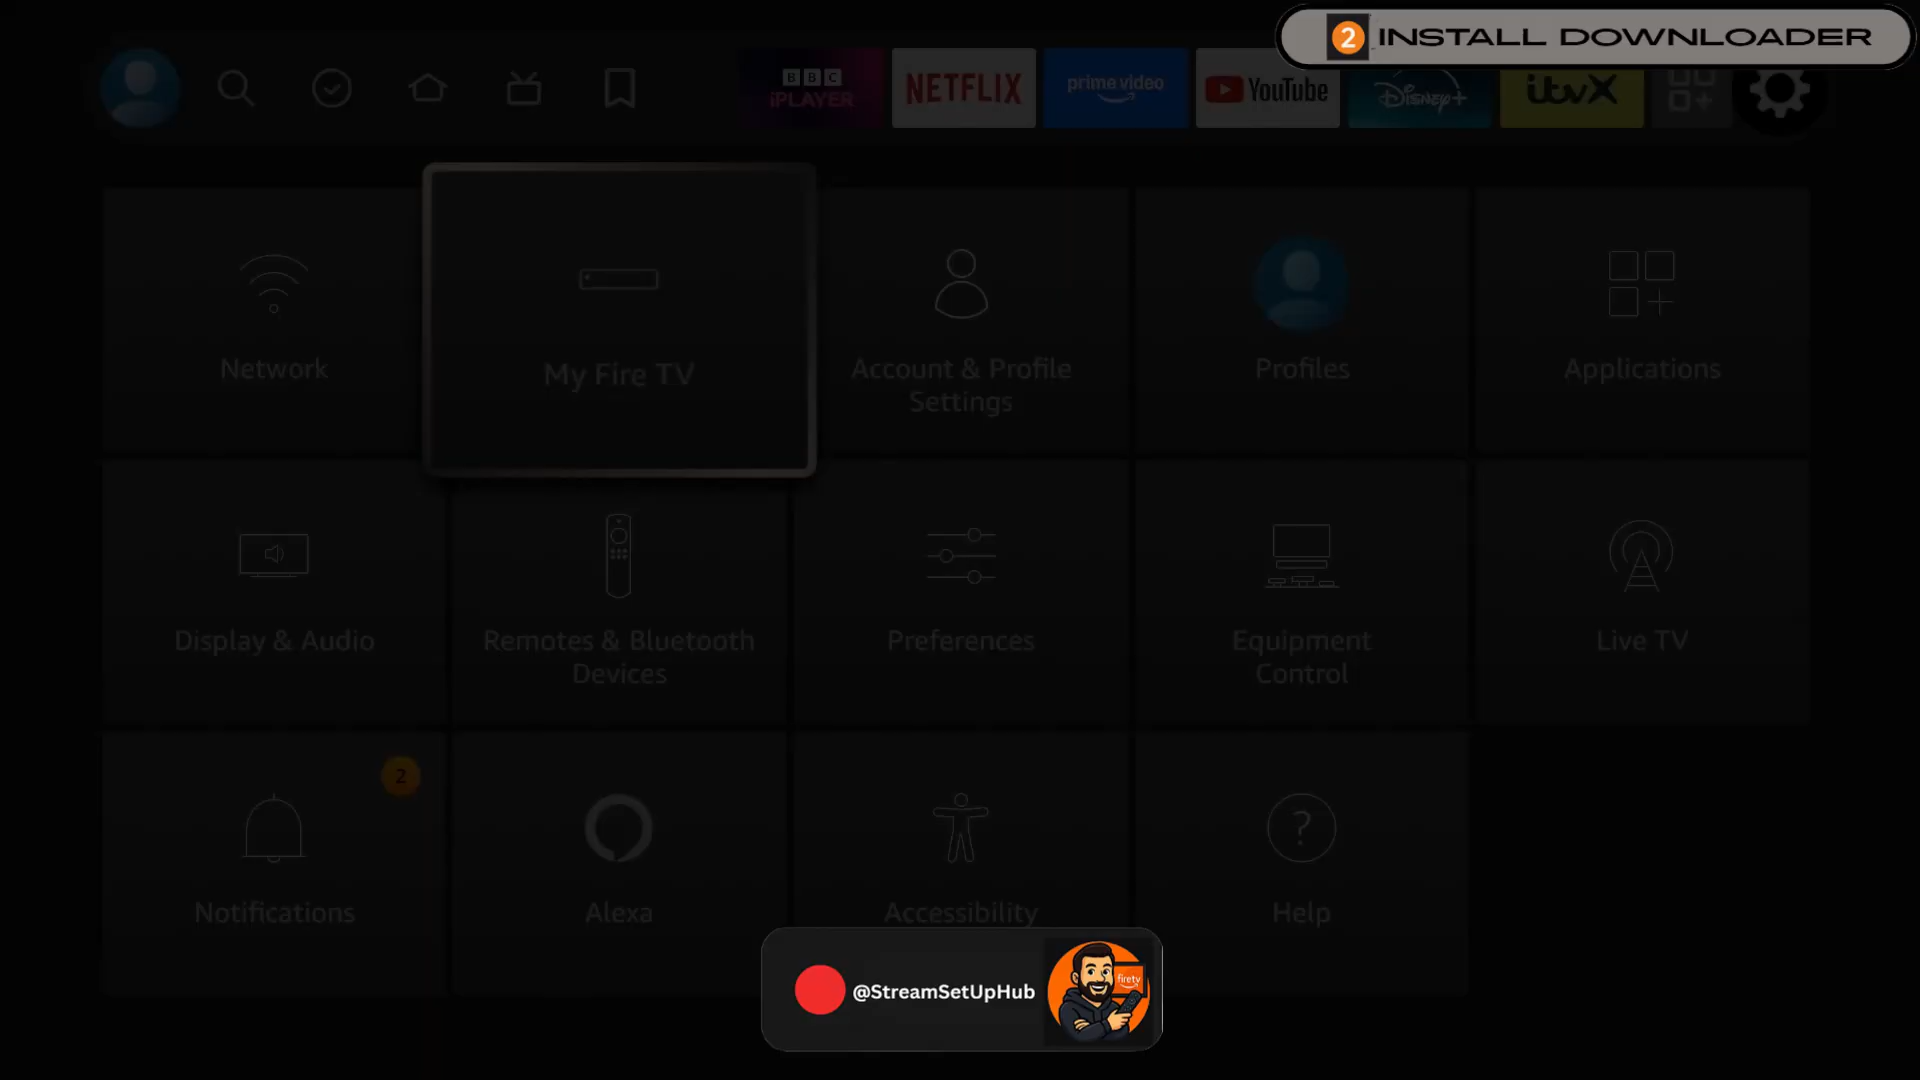 2 INSTALL DOWNLOADER
BBC
iPLAYER
NETFLIX
prime video
YouTube
Disney+
itvX
Network
My Fire TV
Account & Profile
Settings
Profiles
Applications
Display & Audio
Remotes & Bluetooth
Devices
Preferences
Equipment
Control
Live TV
2
Notifications
Alexa
Accessibility
?
Help
@StreamSetUpHub
firetv